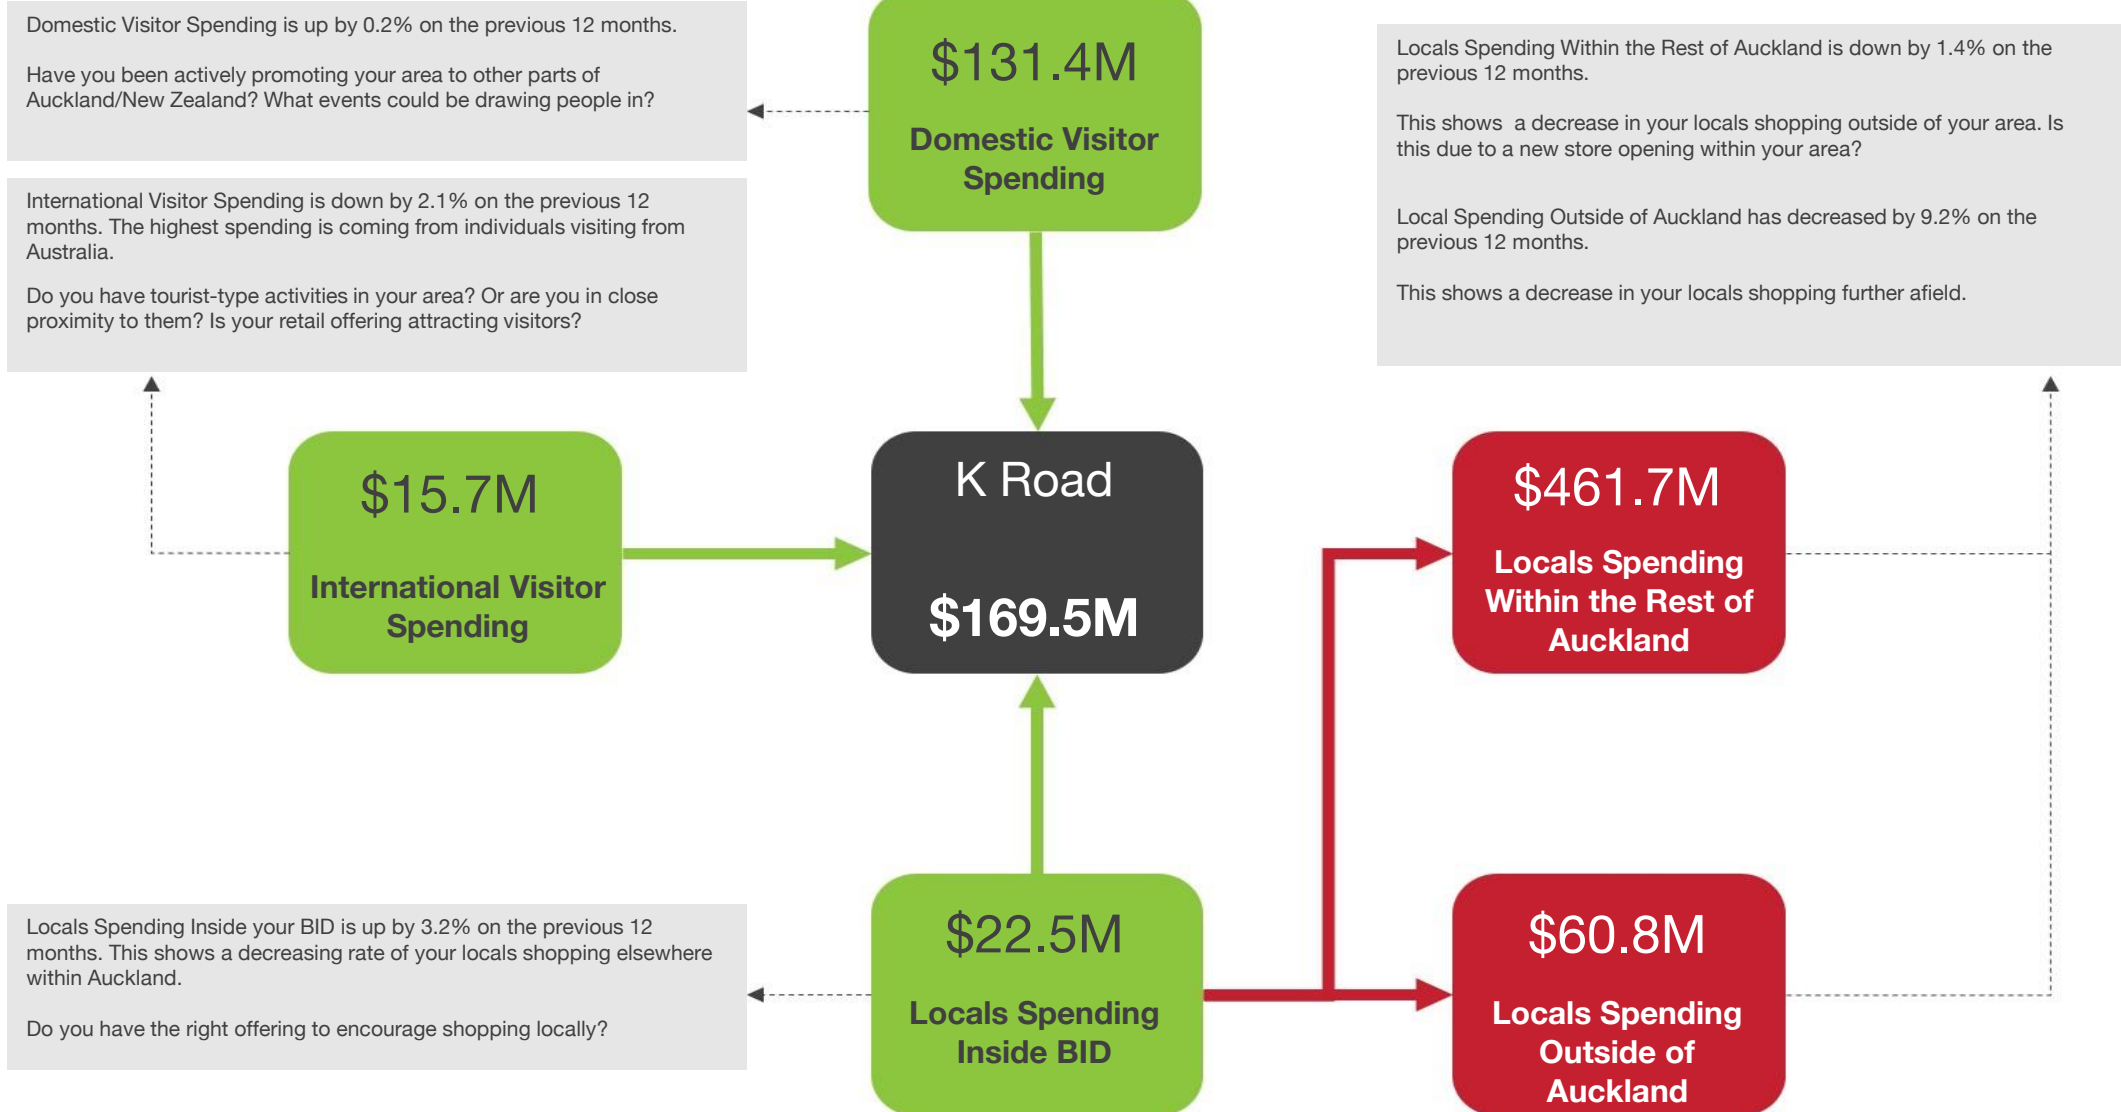 Domestic Visitor Spending is up by 0.2% on the previous 12 months.
Have you been actively promoting your area to other parts of
Auckland/New Zealand? What events could be drawing people in?
International Visitor Spending is down by 2.1% on the previous 12
months. The highest spending is coming from individuals visiting from
Australia.
Do you have tourist-type activities in your area? Or are you in close
proximity to them? Is your retail offering attracting visitors?
$131.4M
Domestic Visitor
Spending
Locals Spending Within the Rest of Auckland is down by 1.4% on the
previous 12 months.
This shows  a decrease in your locals shopping outside of your area. Is
this due to a new store opening within your area?
Local Spending Outside of Auckland has decreased by 9.2% on the
previous 12 months.
This shows a decrease in your locals shopping further afield.
$15.7M
International Visitor
Spending
K Road
$169.5M
$461.7M
Locals Spending
Within the Rest of
Auckland
Locals Spending Inside your BID is up by 3.2% on the previous 12
months. This shows a decreasing rate of your locals shopping elsewhere
within Auckland.
Do you have the right offering to encourage shopping locally?
$22.5M
Locals Spending
Inside BID
$60.8M
Locals Spending
Outside of
Auckland